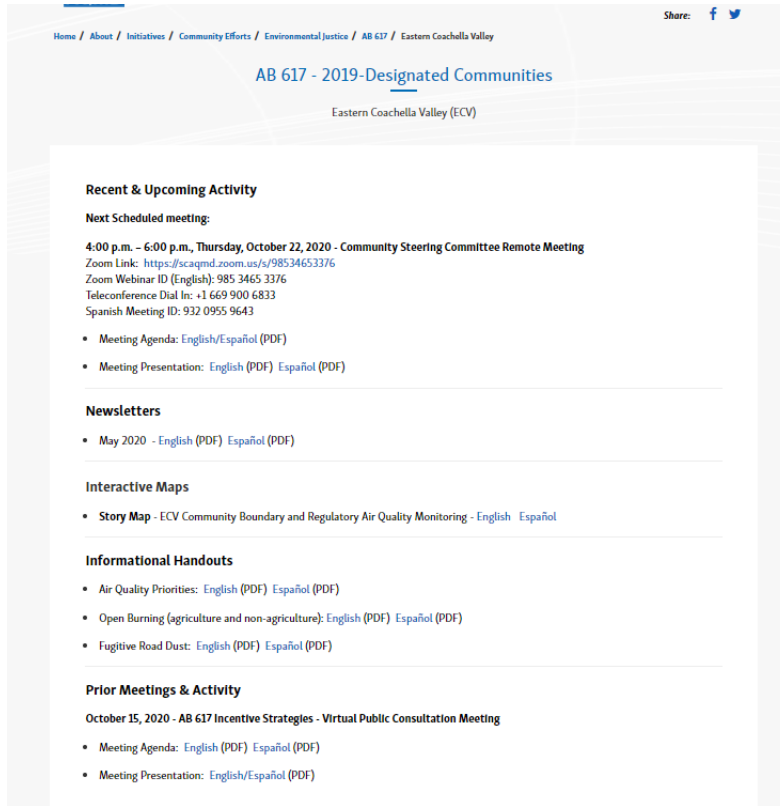 Share:
Home / About / Initiatives / Community Efforts / Environmental Justice / AB 617 / Eastern Coachella Valley
AB 617 - 2019-Designated Communities
Eastern Coachella Valley (ECV)
Recent & Upcoming Activity
Next Scheduled meeting:
4:00 p.m. – 6:00 p.m., Thursday, October 22, 2020 - Community Steering Committee Remote Meeting
Zoom Link: https://scaqmd.zoom.us/s/98534653376
Zoom Webinar ID (English): 985 3465 3376
Teleconference Dial In: +1 669 900 6833
Spanish Meeting ID: 932 0955 9643
• Meeting Agenda: English/Español (PDF)
• Meeting Presentation: English (PDF) Español (PDF)
Newsletters
• May 2020 - English (PDF) Español (PDF)
Interactive Maps
• Story Map - ECV Community Boundary and Regulatory Air Quality Monitoring - English Español
Informational Handouts
• Air Quality Priorities: English (PDF) Español (PDF)
• Open Burning (agriculture and non-agriculture): English (PDF) Español (PDF)
• Fugitive Road Dust: English (PDF) Español (PDF)
Prior Meetings & Activity
October 15, 2020 - AB 617 Incentive Strategies - Virtual Public Consultation Meeting
• Meeting Agenda: English (PDF) Español (PDF)
• Meeting Presentation: English/Español (PDF)